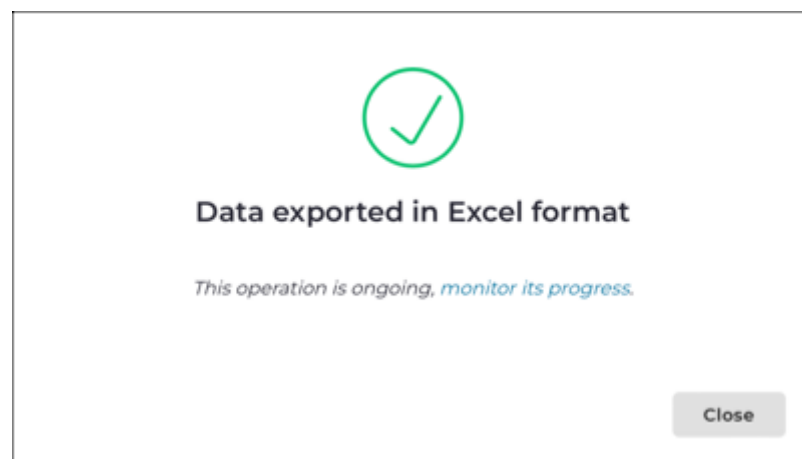 Data exported in Excel format
This operation is ongoing, monitor its progress.
Close